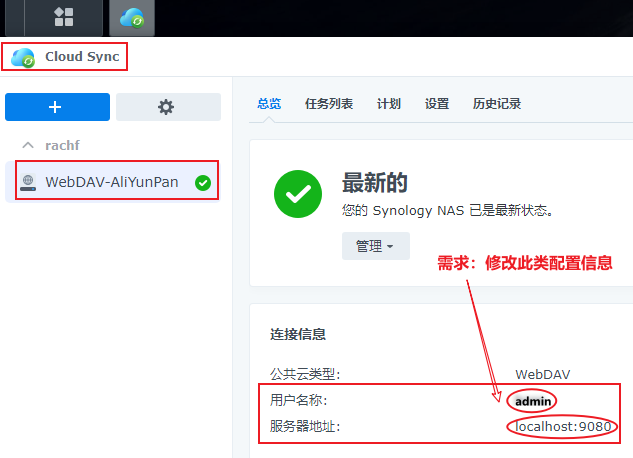 Cloud Sync
总览 任务列表 计划 设置 历史记录
rachf
WebDAV-AliYunPan
最新的
您的 Synology NAS 已是最新状态。
管理
需求：修改此类配置信息
连接信息
公共云类型: WebDAV
用户名称: admin
服务器地址: localhost:9080